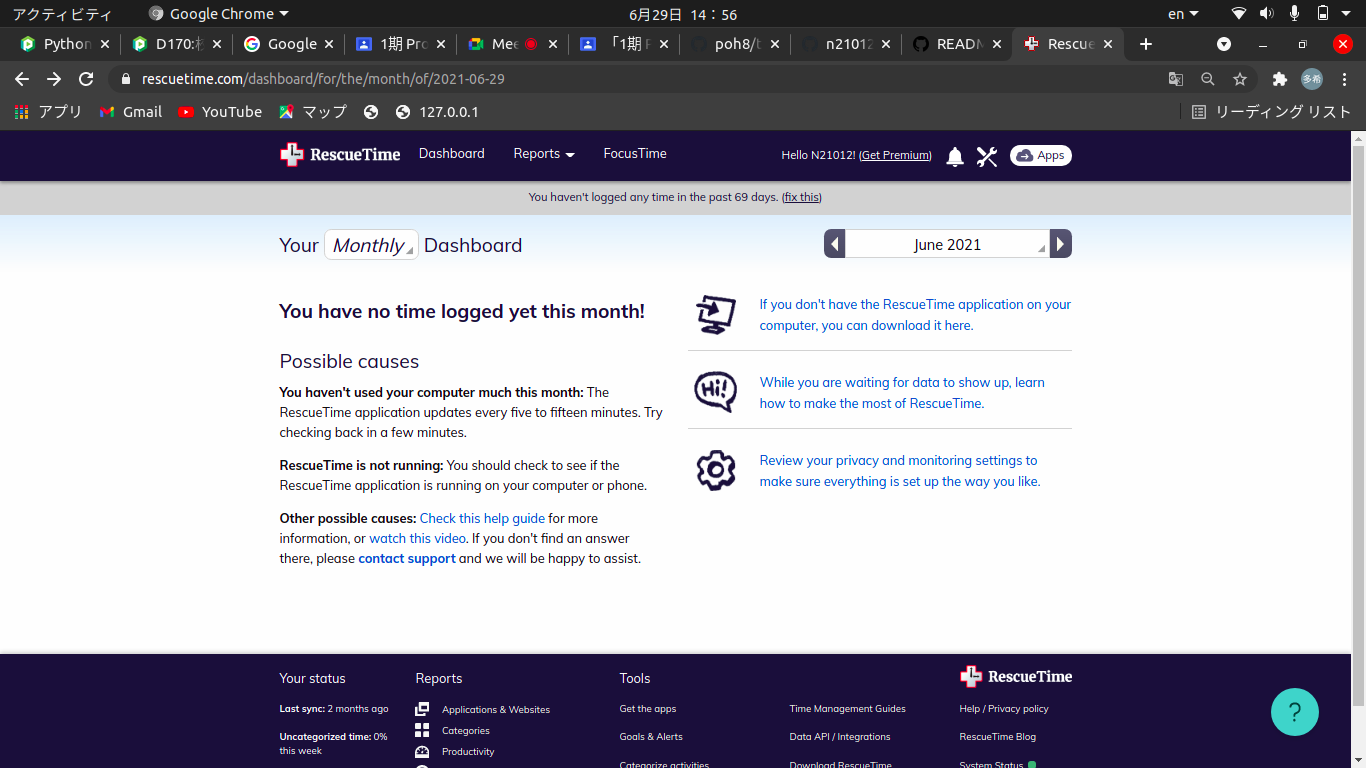 アクティビティ Google Chrome 6月29日 14：56 en
Python D170: Google 1期 Pro Mee 「1期 P poh8/t n21012 READM Rescue
rescuetime.com/dashboard/for/the/month/of/2021-06-29 多希
アプリ Gmail YouTube マップ 127.0.0.1 リーディング リスト
RescueTime Dashboard Reports FocusTime Hello N21012! (Get Premium) Apps
You haven't logged any time in the past 69 days. (fix this)
Your Monthly Dashboard June 2021
You have no time logged yet this month!
Possible causes
You haven't used your computer much this month: The
RescueTime application updates every five to fifteen minutes. Try
checking back in a few minutes.
RescueTime is not running: You should check to see if the
RescueTime application is running on your computer or phone.
Other possible causes: Check this help guide for more
information, or watch this video. If you don't find an answer
there, please contact support and we will be happy to assist.
If you don't have the RescueTime application on your
computer, you can download it here.
Hi!
While you are waiting for data to show up, learn
how to make the most of RescueTime.
Review your privacy and monitoring settings to
make sure everything is set up the way you like.
Your status
Last sync: 2 months ago
Uncategorized time: 0%
this week
Reports
Applications & Websites
Categories
Productivity
Tools
Get the apps
Goals & Alerts
Categorize activities
Time Management Guides
Data API / Integrations
Download RescueTime
RescueTime
Help / Privacy policy
RescueTime Blog
System Status
?